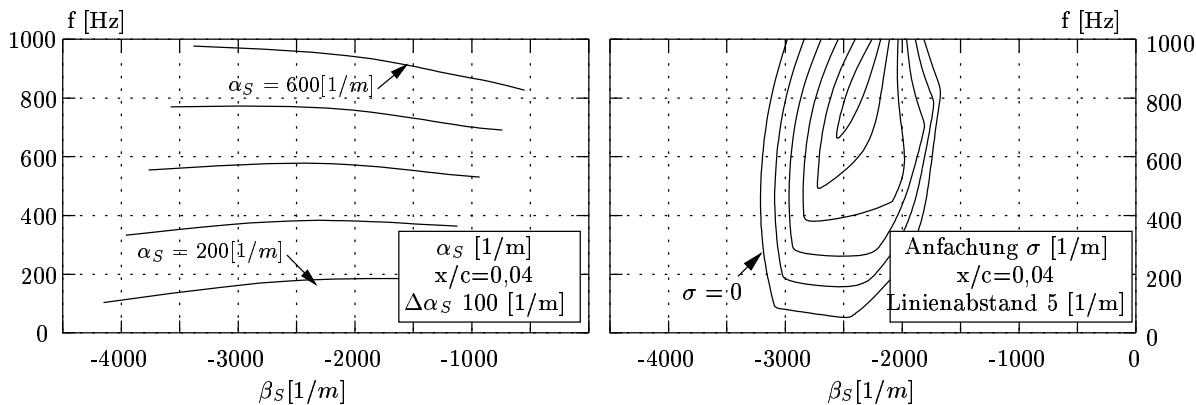 f [Hz]
1000
800
600
400
200
0
α_S = 600[1/m]
α_S = 200[1/m]
α_S [1/m]
x/c=0,04
Δα_S 100 [1/m]
-4000 -3000 -2000 -1000
β_S[1/m]
f [Hz]
1000
800
600
400
200
0
σ = 0
Anfachung σ [1/m]
x/c=0,04
Linienabstand 5 [1/m]
-4000 -3000 -2000 -1000 0
β_S[1/m]